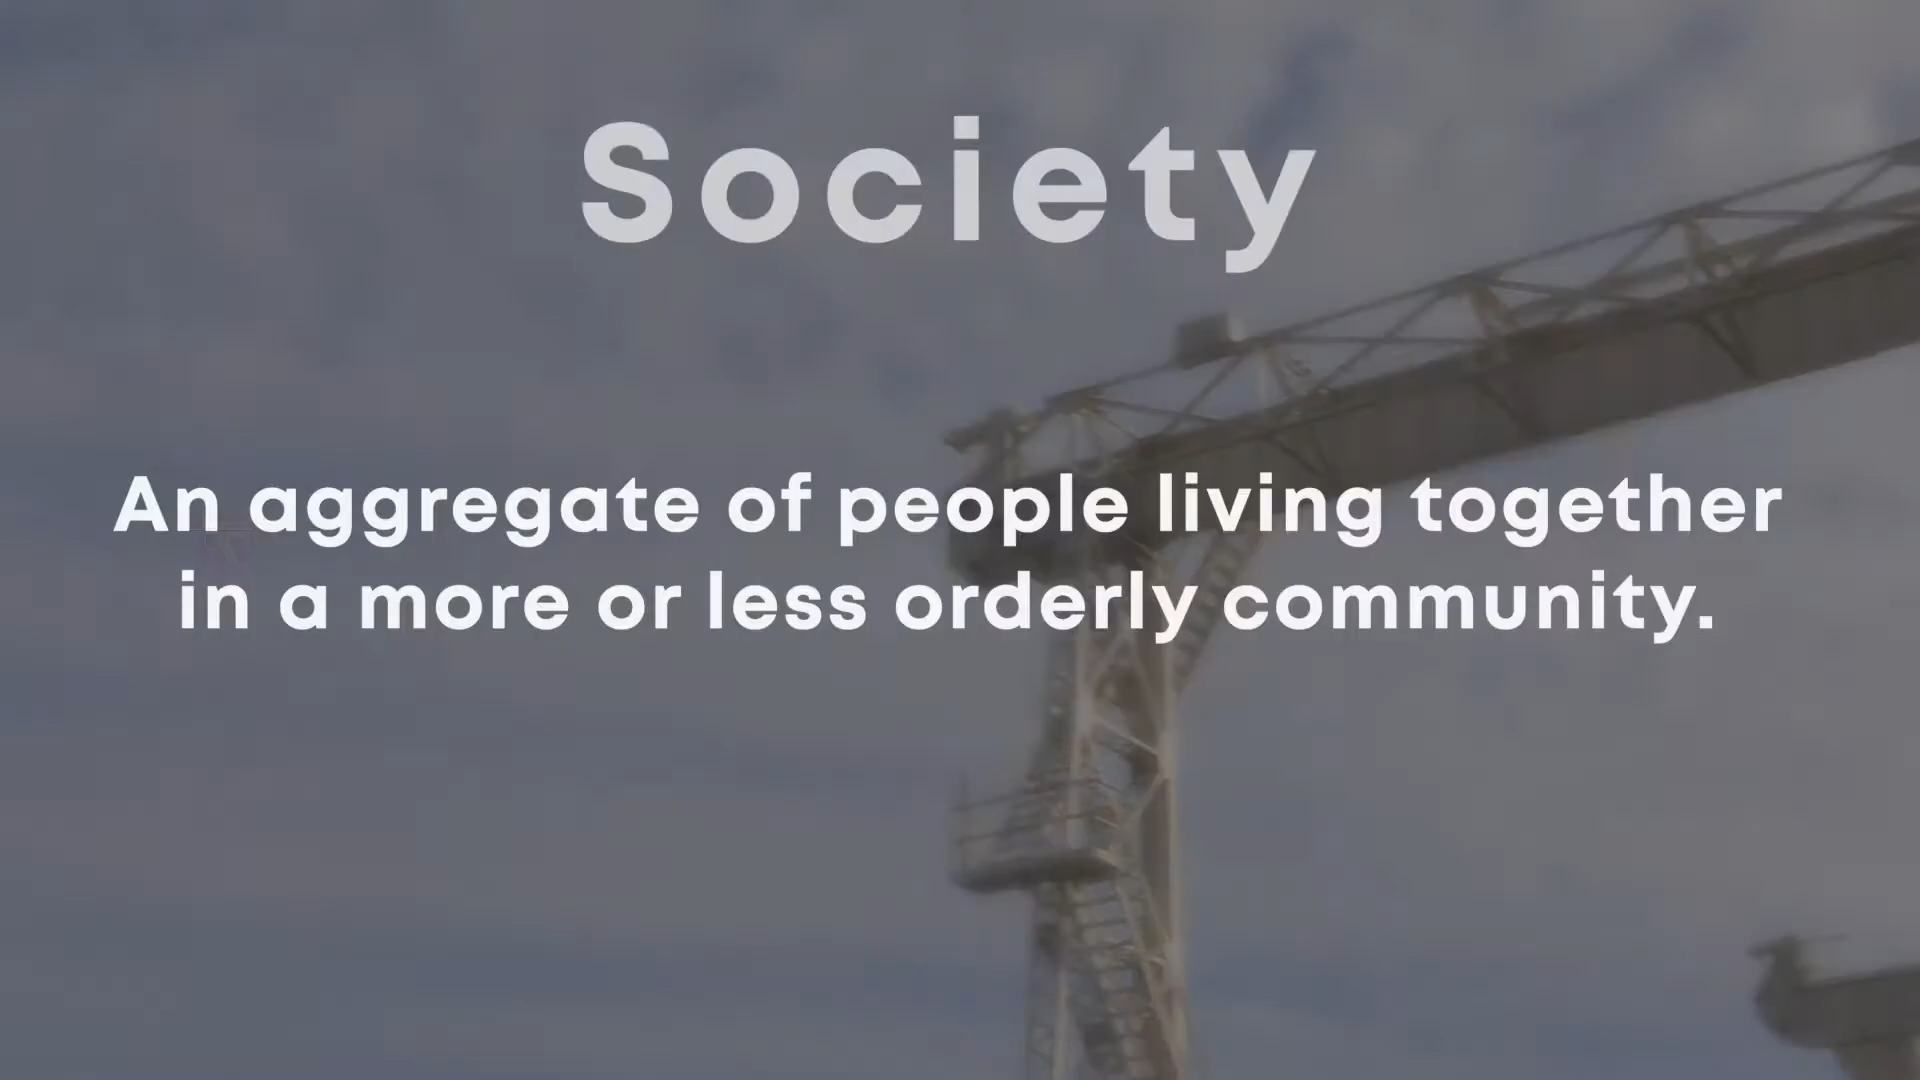 Society
An aggregate of people living together
in a more or less orderly community.